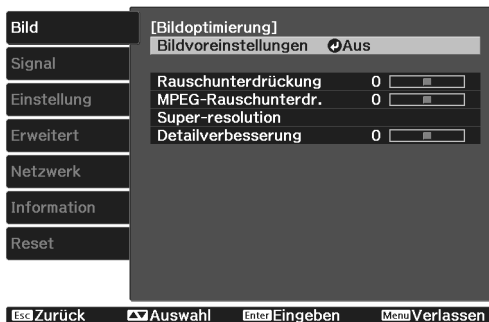 Bild
Signal
Einstellung
Erweitert
Netzwerk
Information
Reset
[Bildoptimierung]
Bildvoreinstellungen Aus
Rauschunterdrückung 0
MPEG-Rauschunterdr. 0
Super-resolution
Detailverbesserung 0
Esc Zurück Auswahl Enter Eingeben Menu Verlassen